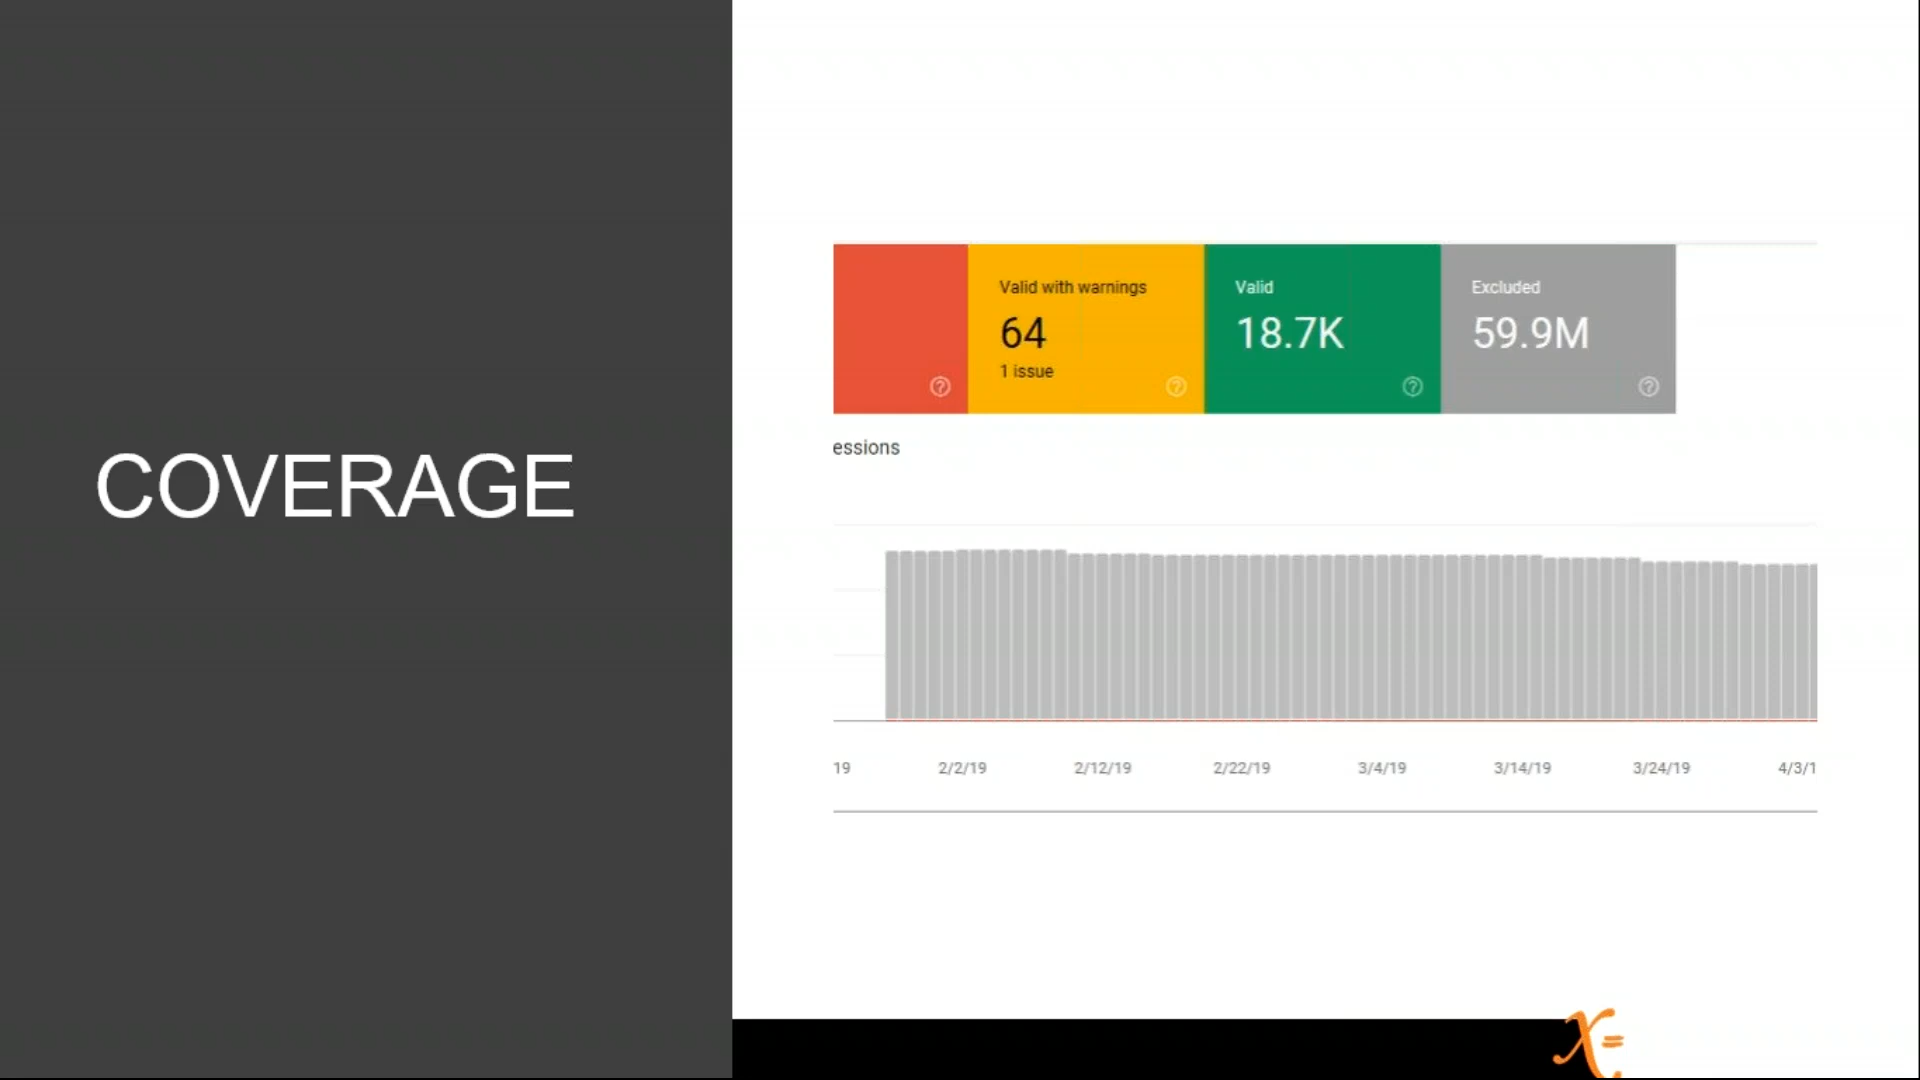 COVERAGE
Valid with warnings
64
1 issue
Valid
18.7K
Excluded
59.9M
essions
19 2/2/19 2/12/19 2/22/19 3/4/19 3/14/19 3/24/19 4/3/1
X=